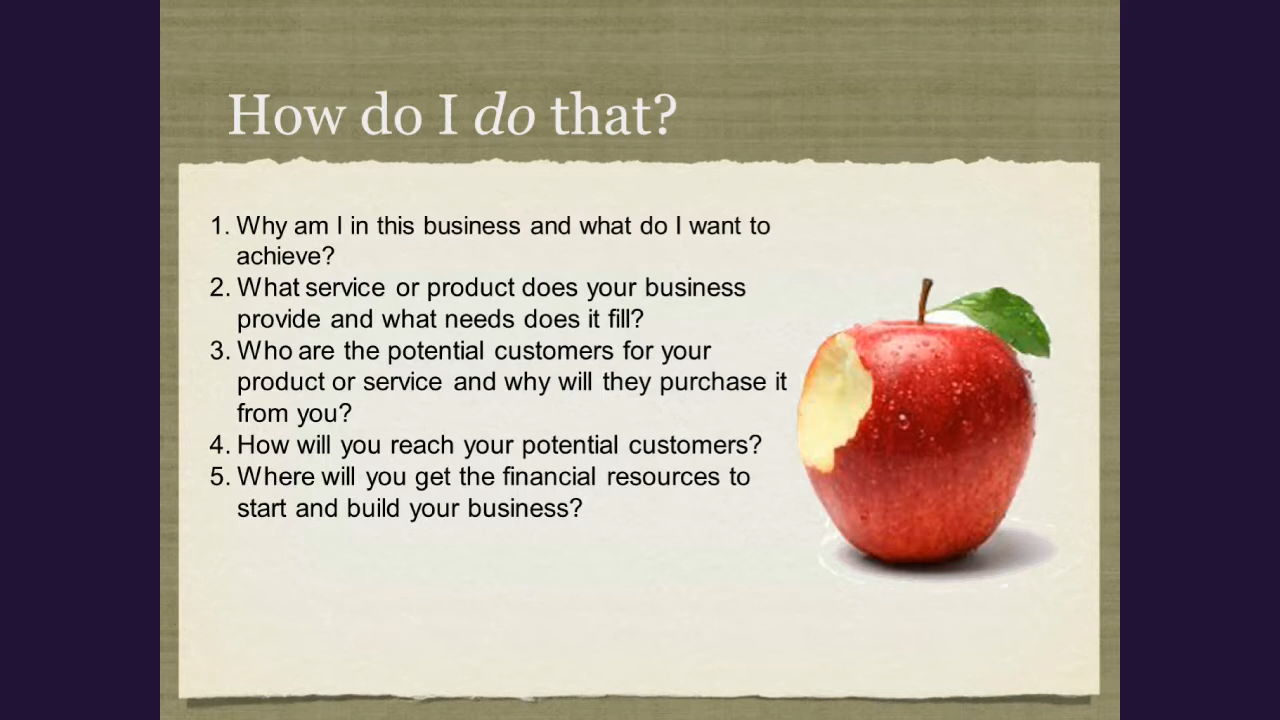 How do I do that?
1. Why am I in this business and what do I want to
achieve?
2. What service or product does your business
provide and what needs does it fill?
3. Who are the potential customers for your
product or service and why will they purchase it
from you?
4. How will you reach your potential customers?
5. Where will you get the financial resources to
start and build your business?